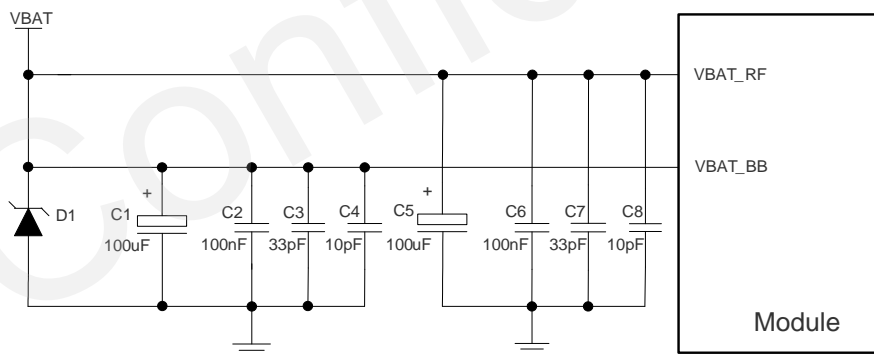 VBAT
VBAT_RF
VBAT_BB
D1
+
C1
100uF
C2
100nF
C3
33pF
C4
10pF
+
C5
100uF
C6
100nF
C7
33pF
C8
10pF
Module